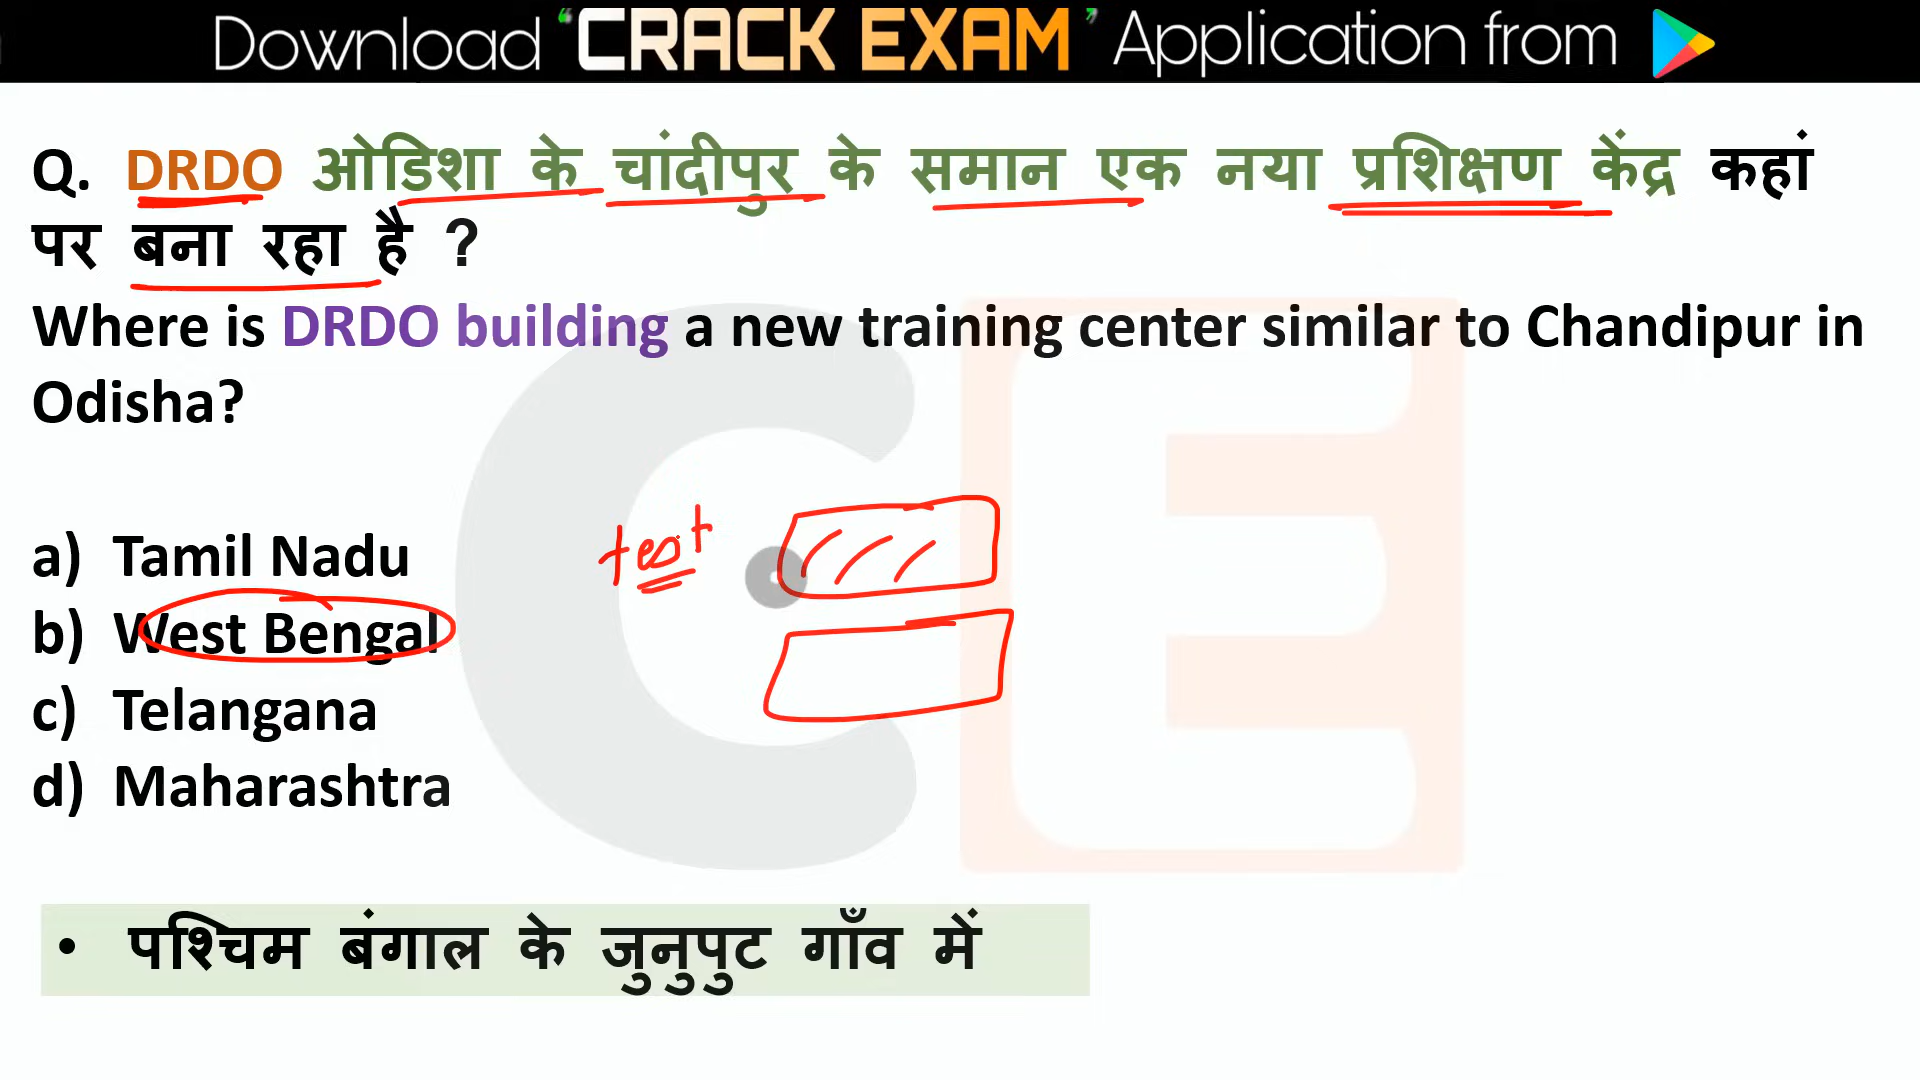 Download 'CRACK EXAM' Application from
Q. DRDO ओडिशा के चांदीपुर के समान एक नया प्रशिक्षण केंद्र कहां
पर बना रहा है ?
Where is DRDO building a new training center similar to Chandipur in
Odisha?
a) Tamil Nadu
test
b) West Bengal
c) Telangana
d) Maharashtra
• पश्चिम बंगाल के जुनुपुट गाँव में
CE